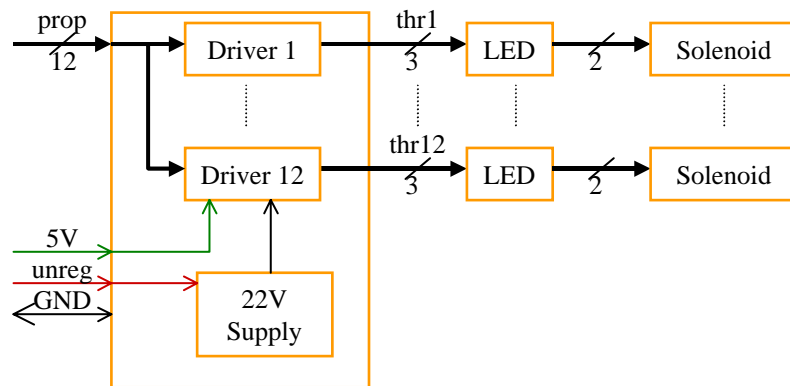 prop
12
Driver 1
thr1
3
LED
2
Solenoid
Driver 12
thr12
3
LED
2
Solenoid
5V
unreg
GND
22V
Supply